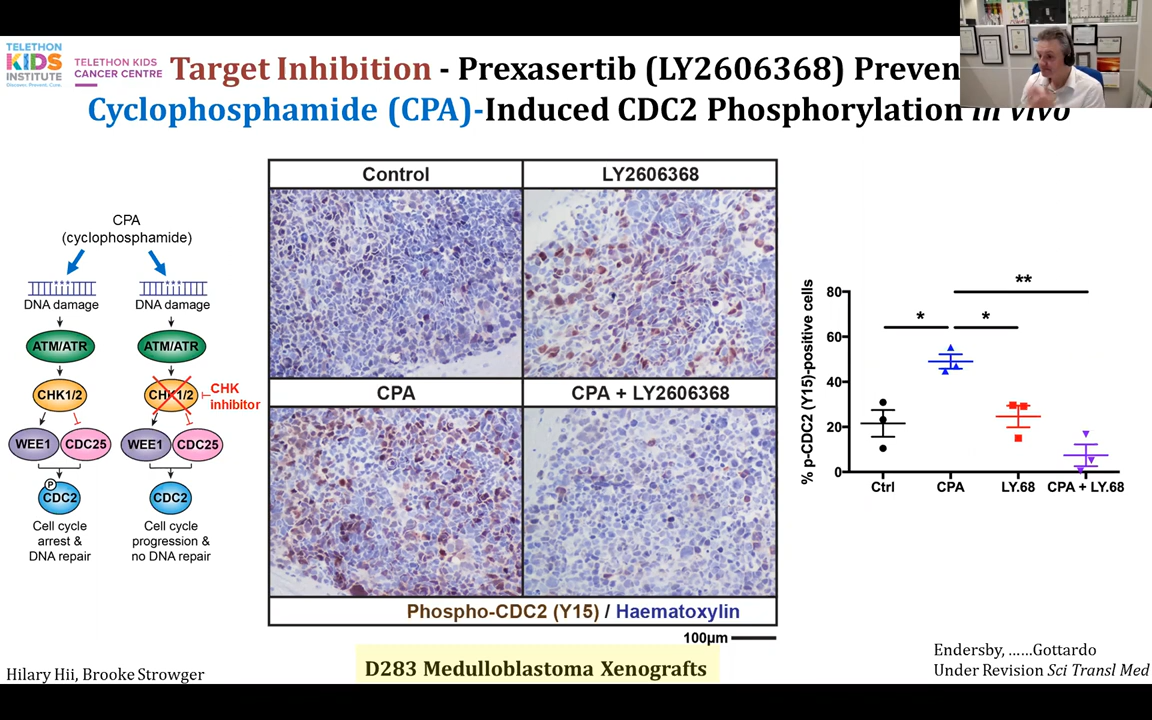 TELETHON
KIDS
INSTITUTE
Discover. Prevent. Cure.
TELETHON KIDS
CANCER CENTRE
Target Inhibition - Prexasertib (LY2606368) Preven
Cyclophosphamide (CPA)-Induced CDC2 Phosphorylation in vivo
CPA
(cyclophosphamide)
DNA damage
DNA damage
ATM/ATR
ATM/ATR
CHK1/2
CHK1/2
CHK
inhibitor
WEE1
CDC25
WEE1
CDC25
P
CDC2
CDC2
Cell cycle
arrest &
DNA repair
Cell cycle
progression &
no DNA repair
Control
LY2606368
CPA
CPA + LY2606368
Phospho-CDC2 (Y15) / Haematoxylin
100µm
% p-CDC2 (Y15)-positive cells
80
60
40
20
0
*
*
**
Ctrl
CPA
LY.68
CPA + LY.68
D283 Medulloblastoma Xenografts
Hilary Hii, Brooke Strowger
Endersby, ......Gottardo
Under Revision Sci Transl Med